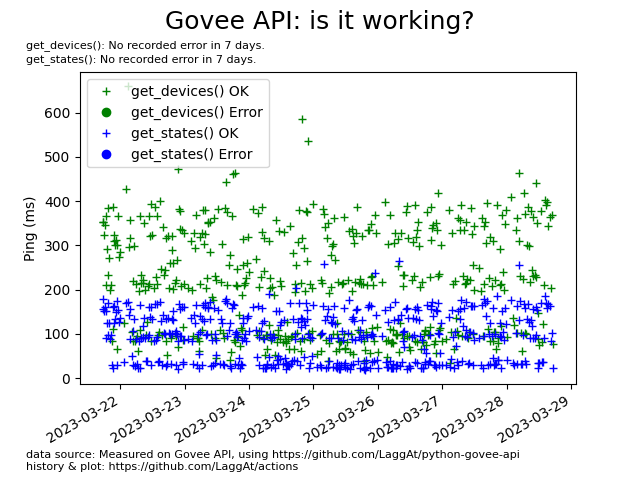 Govee API: is it working?
get_devices(): No recorded error in 7 days.
get_states(): No recorded error in 7 days.
get_devices() OK
get_devices() Error
get_states() OK
get_states() Error
Ping (ms)
600
500
400
300
200
100
0
2023-03-22
2023-03-23
2023-03-24
2023-03-25
2023-03-26
2023-03-27
2023-03-28
2023-03-29
data source: Measured on Govee API, using https://github.com/LaggAt/python-govee-api
history & plot: https://github.com/LaggAt/actions